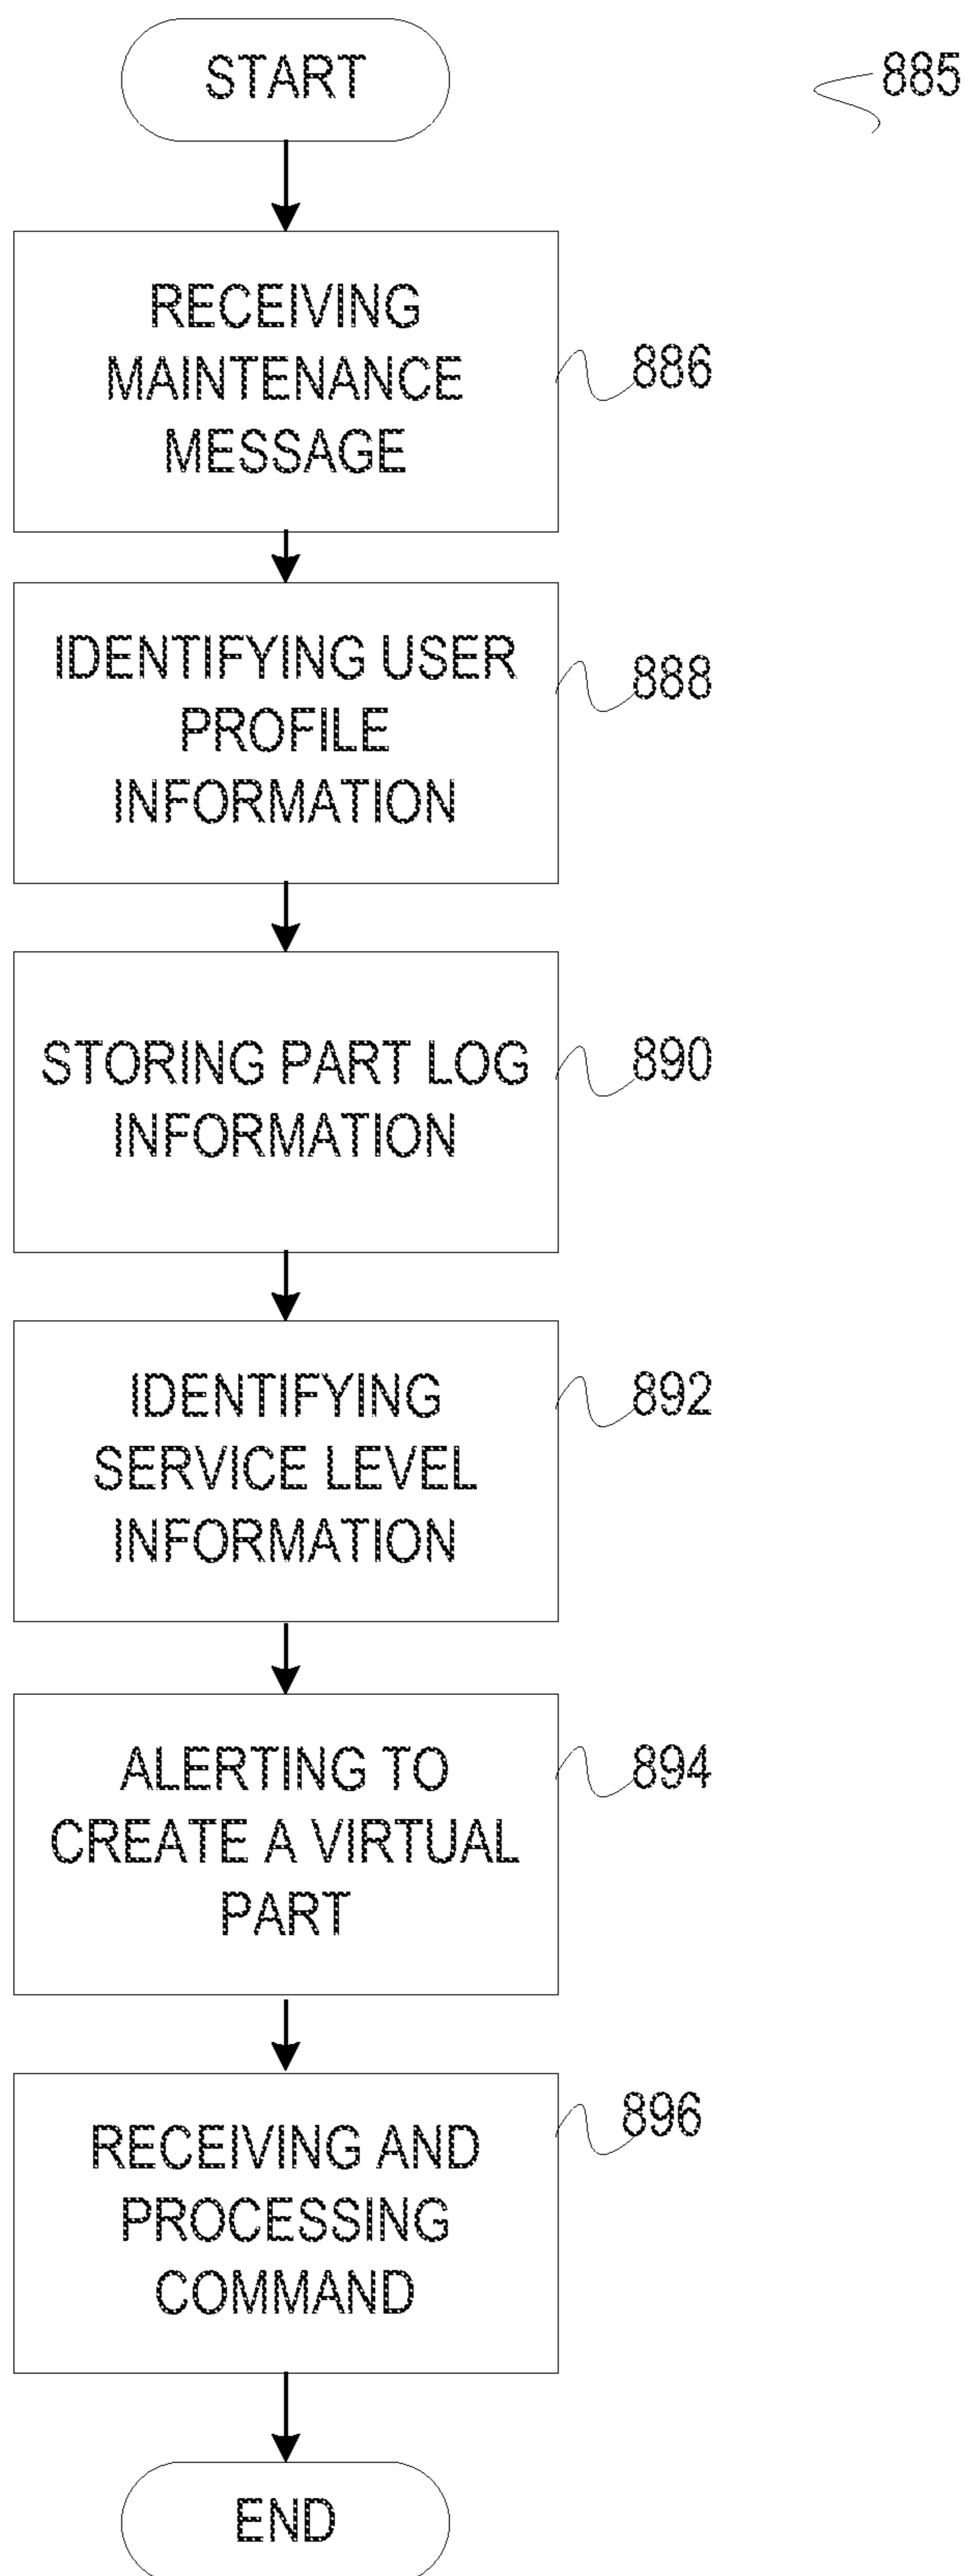 START
885
RECEIVING
MAINTENANCE
MESSAGE
886
IDENTIFYING USER
PROFILE
INFORMATION
888
STORING PART LOG
INFORMATION
890
IDENTIFYING
SERVICE LEVEL
INFORMATION
892
ALERTING TO
CREATE A VIRTUAL
PART
894
RECEIVING AND
PROCESSING
COMMAND
896
END